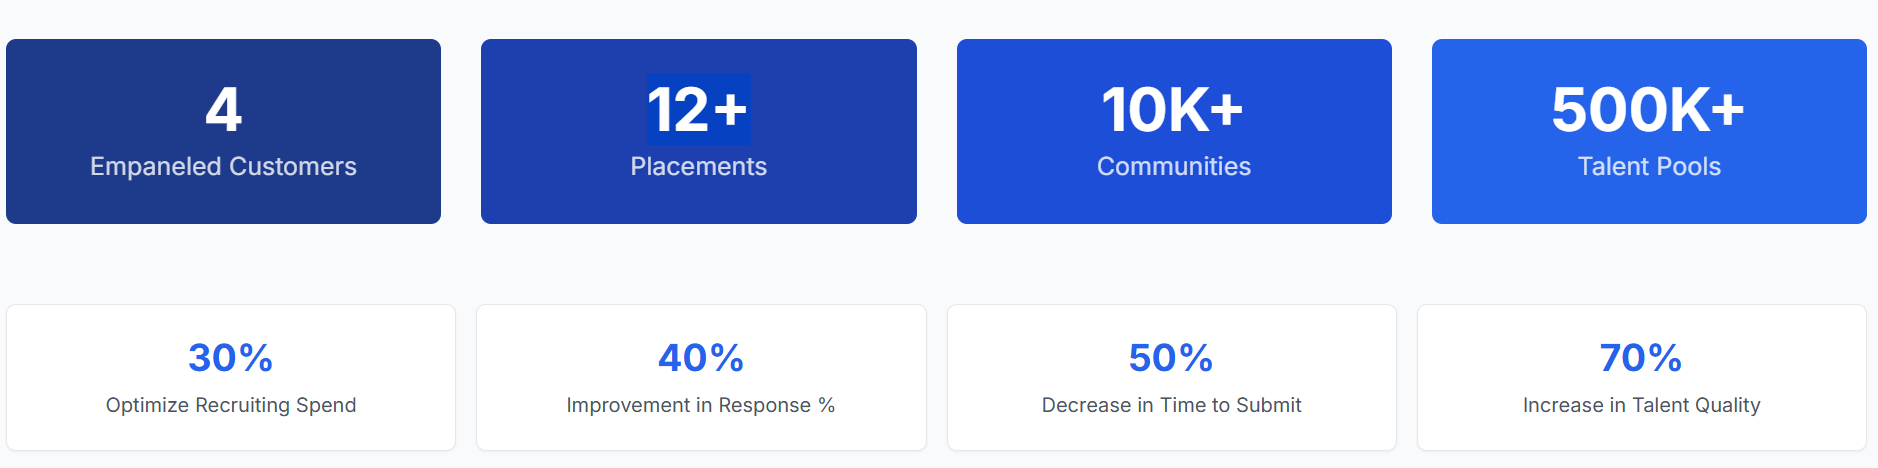 4
Empaneled Customers
12+
Placements
10K+
Communities
500K+
Talent Pools
30%
Optimize Recruiting Spend
40%
Improvement in Response %
50%
Decrease in Time to Submit
70%
Increase in Talent Quality